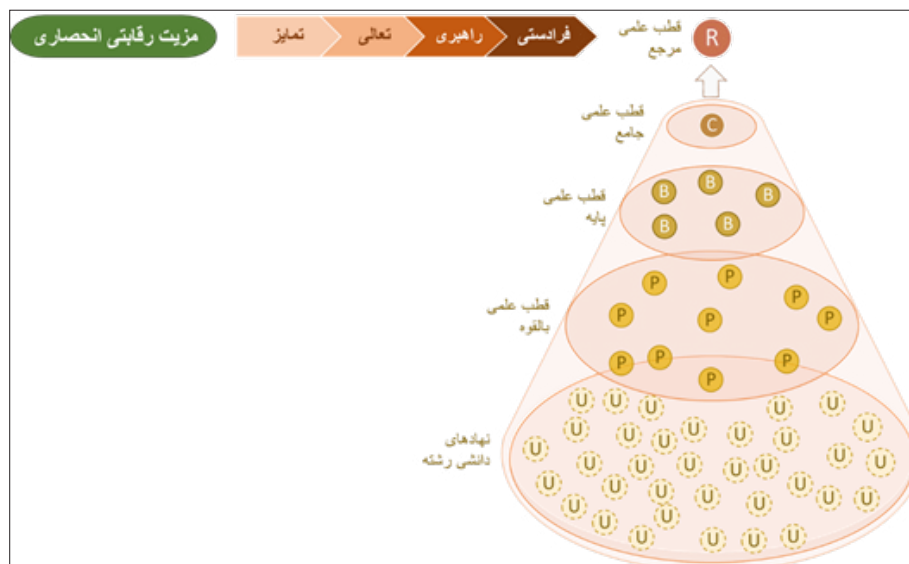 مزیت رقابتی انحصاری
فرادستی
راهبری
تعالی
تمایز
قطب علمی
مرجع
R
قطب علمی
جامع
C
قطب علمی
پایه
B B B
B B
قطب علمی
بالقوه
P P P
P P P
P P P P
نهادهای
دانشی رشته
U U U U U
U U U U U U U
U U U U U U U U
U U U U U U U
U U U U
U U U U